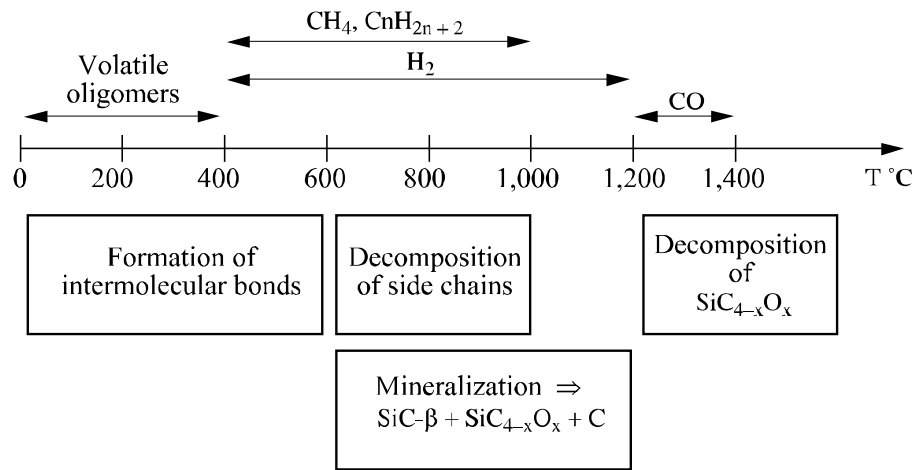 CH₄, CnH₂ₙ ₊ ₂
H₂
Volatile
oligomers
CO
0 200 400 600 800 1,000 1,200 1,400 T °C
Formation of
intermolecular bonds
Decomposition
of side chains
Decomposition
of
SiC₄₋ₓOₓ
Mineralization ⇒
SiC-β + SiC₄₋ₓOₓ + C